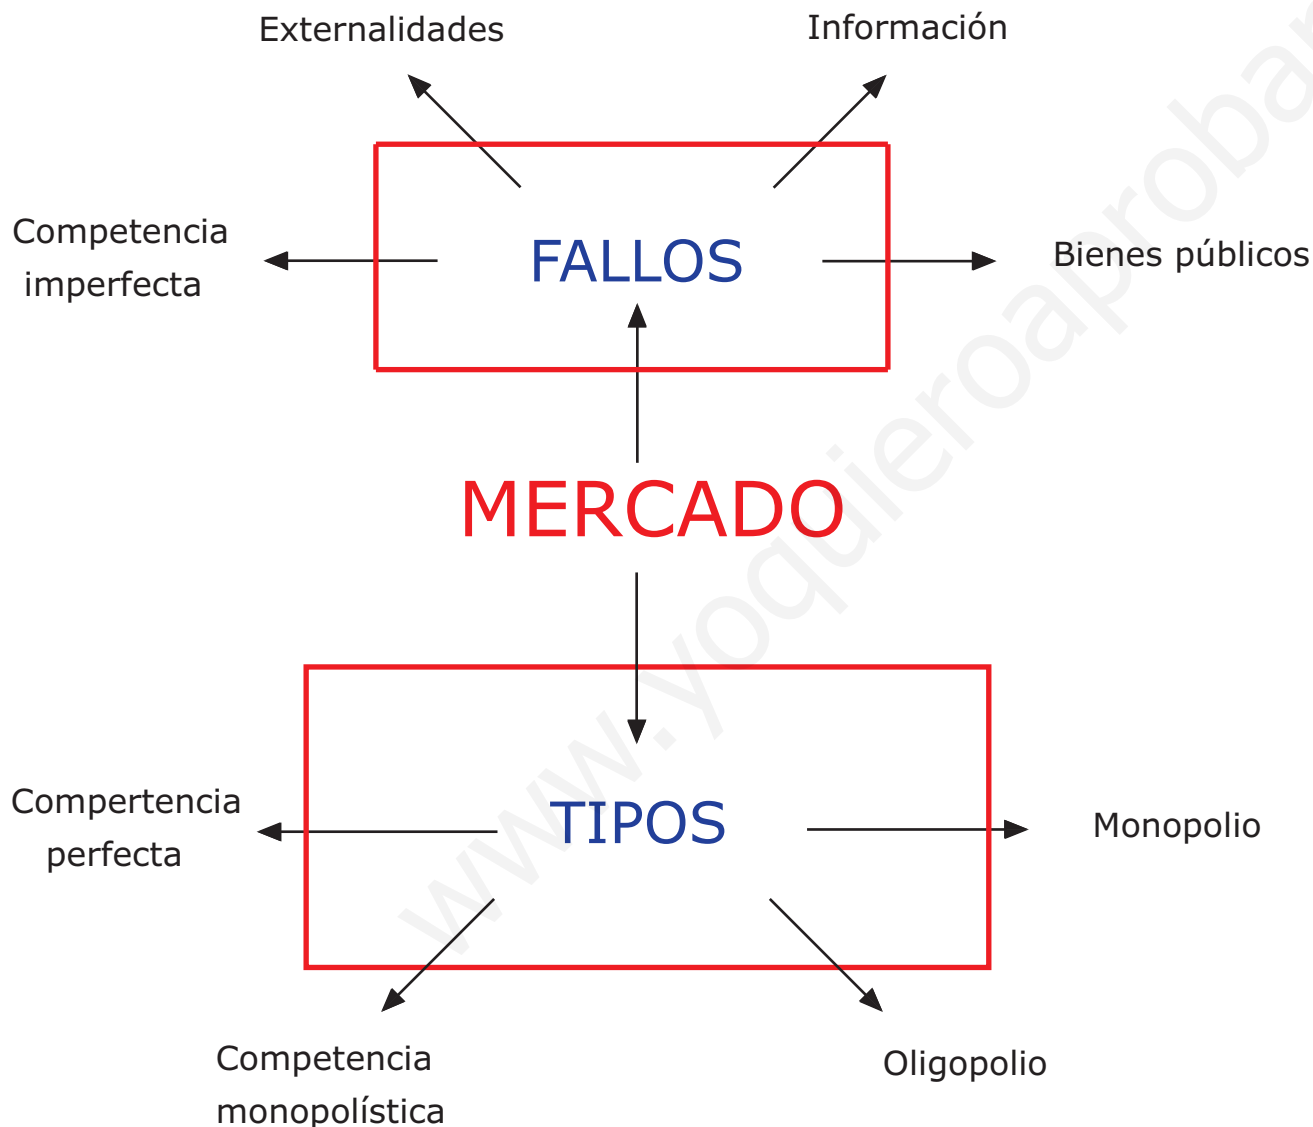 Externalidades
Información
Competencia
imperfecta
FALLOS
Bienes públicos
MERCADO
Compertencia
perfecta
TIPOS
Monopolio
Competencia
monopolística
Oligopolio
www.yoquieroaprobar